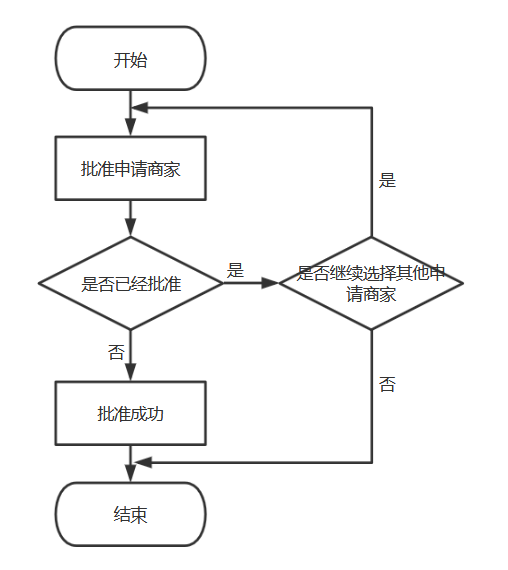 开始
批准申请商家
是
是否已经批准
是
是否继续选择其他申
请商家
否
否
批准成功
结束